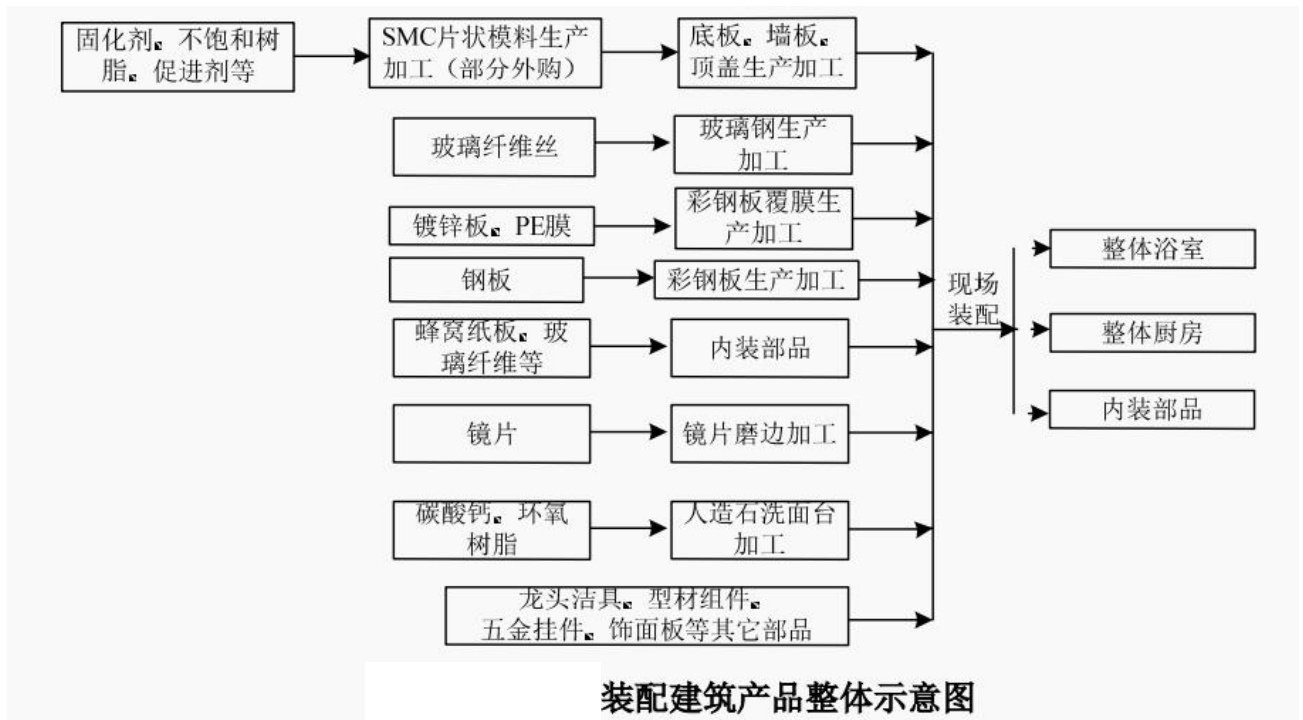 固化剂、不饱和树
脂、促进剂等
SMC片状模料生产
加工（部分外购）
底板、墙板、
顶盖生产加工
玻璃纤维丝
玻璃钢生产
加工
镀锌板、PE膜
彩钢板覆膜生
产加工
钢板
彩钢板生产加工
蜂窝纸板、玻
璃纤维等
内装部品
镜片
镜片磨边加工
碳酸钙、环氧
树脂
人造石洗面台
加工
龙头洁具、型材组件、
五金挂件、饰面板等其它部品
现场
装配
整体浴室
整体厨房
内装部品
装配建筑产品整体示意图